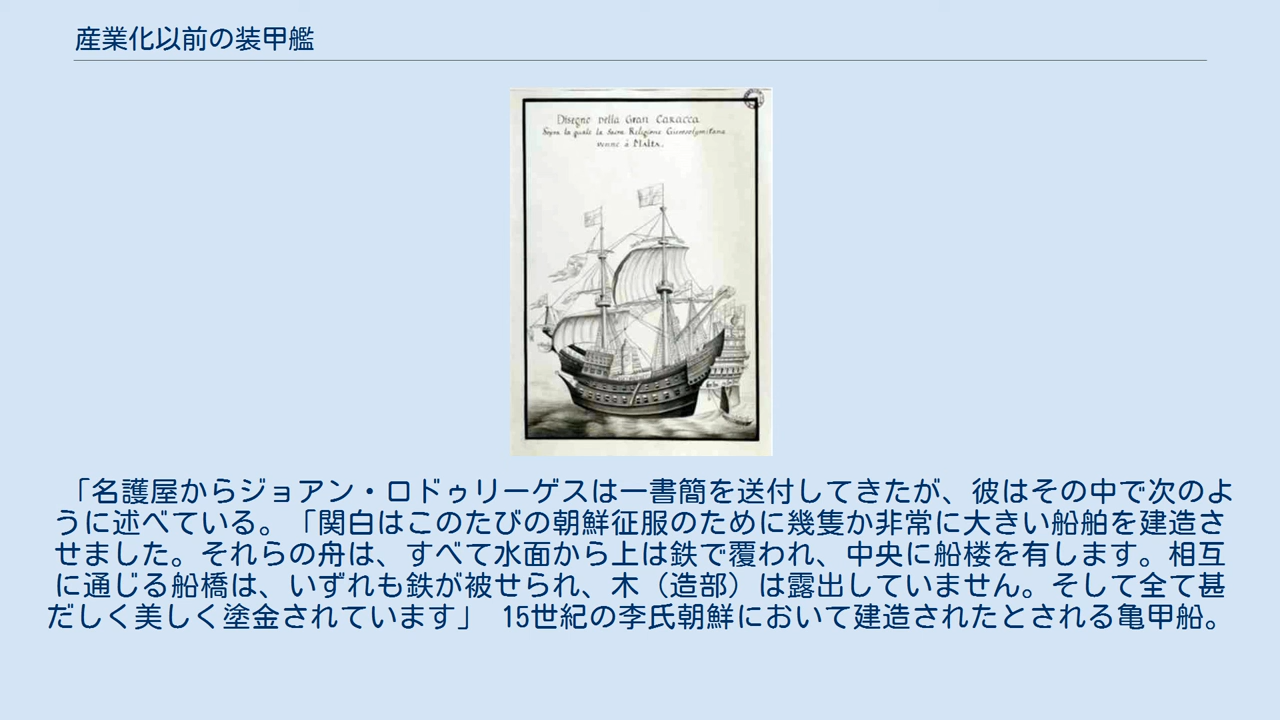 産業化以前の装甲艦
Disegno della Gran Caracca
Sopra la quale la Sacra Religione Gierosolimitana
venne à Malta.
「名護屋からジョアン・ロドゥリーゲスは一書簡を送付してきたが、彼はその中で次のよ
うに述べている。「関白はこのたびの朝鮮征服のために幾隻か非常に大きい船舶を建造さ
せました。それらの舟は、すべて水面から上は鉄で覆われ、中央に船楼を有します。相互
に通じる船橋は、いずれも鉄が被せられ、木（造部）は露出していません。そして全て甚
だしく美しく塗金されています」 15世紀の李氏朝鮮において建造されたとされる亀甲船。